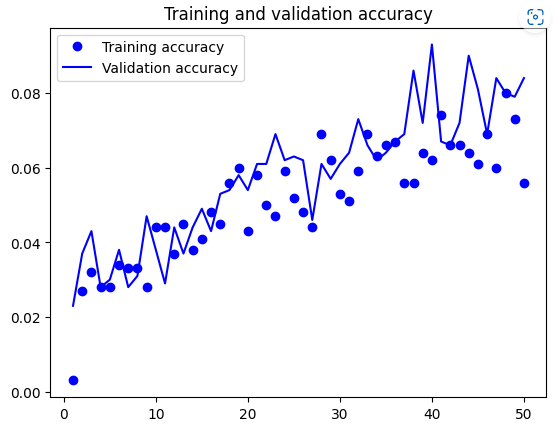 Training and validation accuracy
Training accuracy
Validation accuracy
0.08
0.06
0.04
0.02
0.00
0 10 20 30 40 50